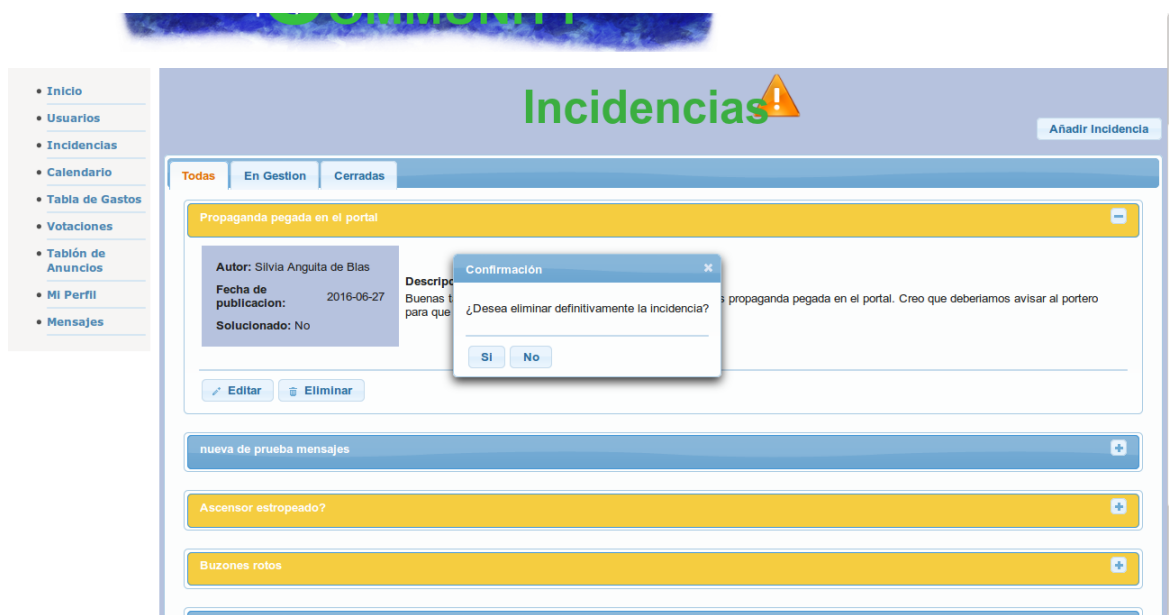 COMMUNITY
Inicio
Usuarios
Incidencias
Calendario
Tabla de Gastos
Votaciones
Tablón de
Anuncios
Mi Perfil
Mensajes
Incidencias
Añadir Incidencia
Todas
En Gestion
Cerradas
Propaganda pegada en el portal
Autor: Silvia Anguita de Blas
Fecha de
publicacion: 2016-06-27
Solucionado: No
Buenas
propaganda pegada en el portal. Creo que deberiamos avisar al portero
para que
Confirmación
¿Desea eliminar definitivamente la incidencia?
Si
No
Editar
Eliminar
nueva de prueba mensajes
Ascensor estropeado?
Buzones rotos